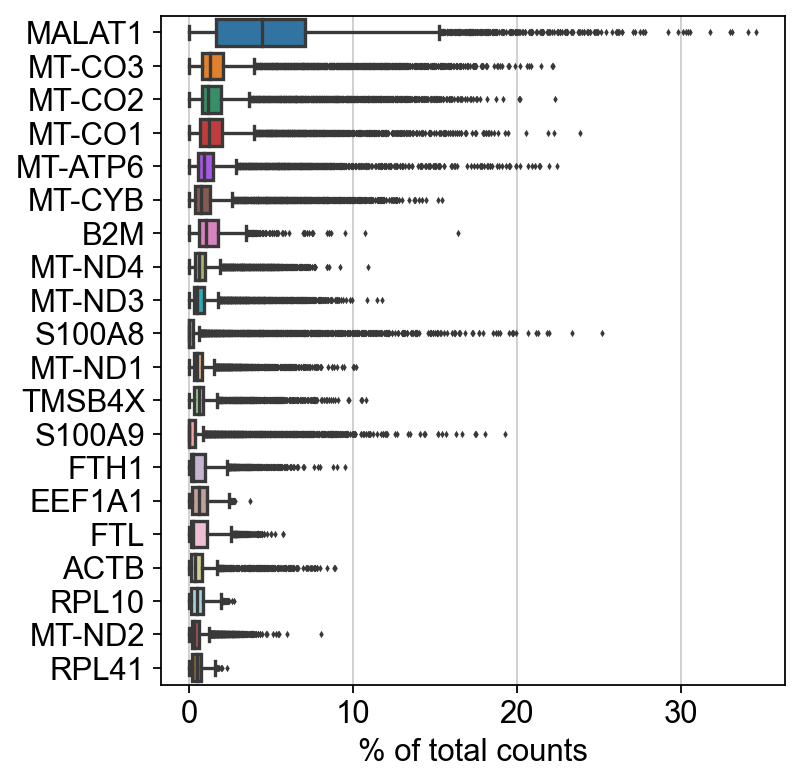 MALAT1
MT-CO3
MT-CO2
MT-CO1
MT-ATP6
MT-CYB
B2M
MT-ND4
MT-ND3
S100A8
MT-ND1
TMSB4X
S100A9
FTH1
EEF1A1
FTL
ACTB
RPL10
MT-ND2
RPL41
0 10 20 30
% of total counts